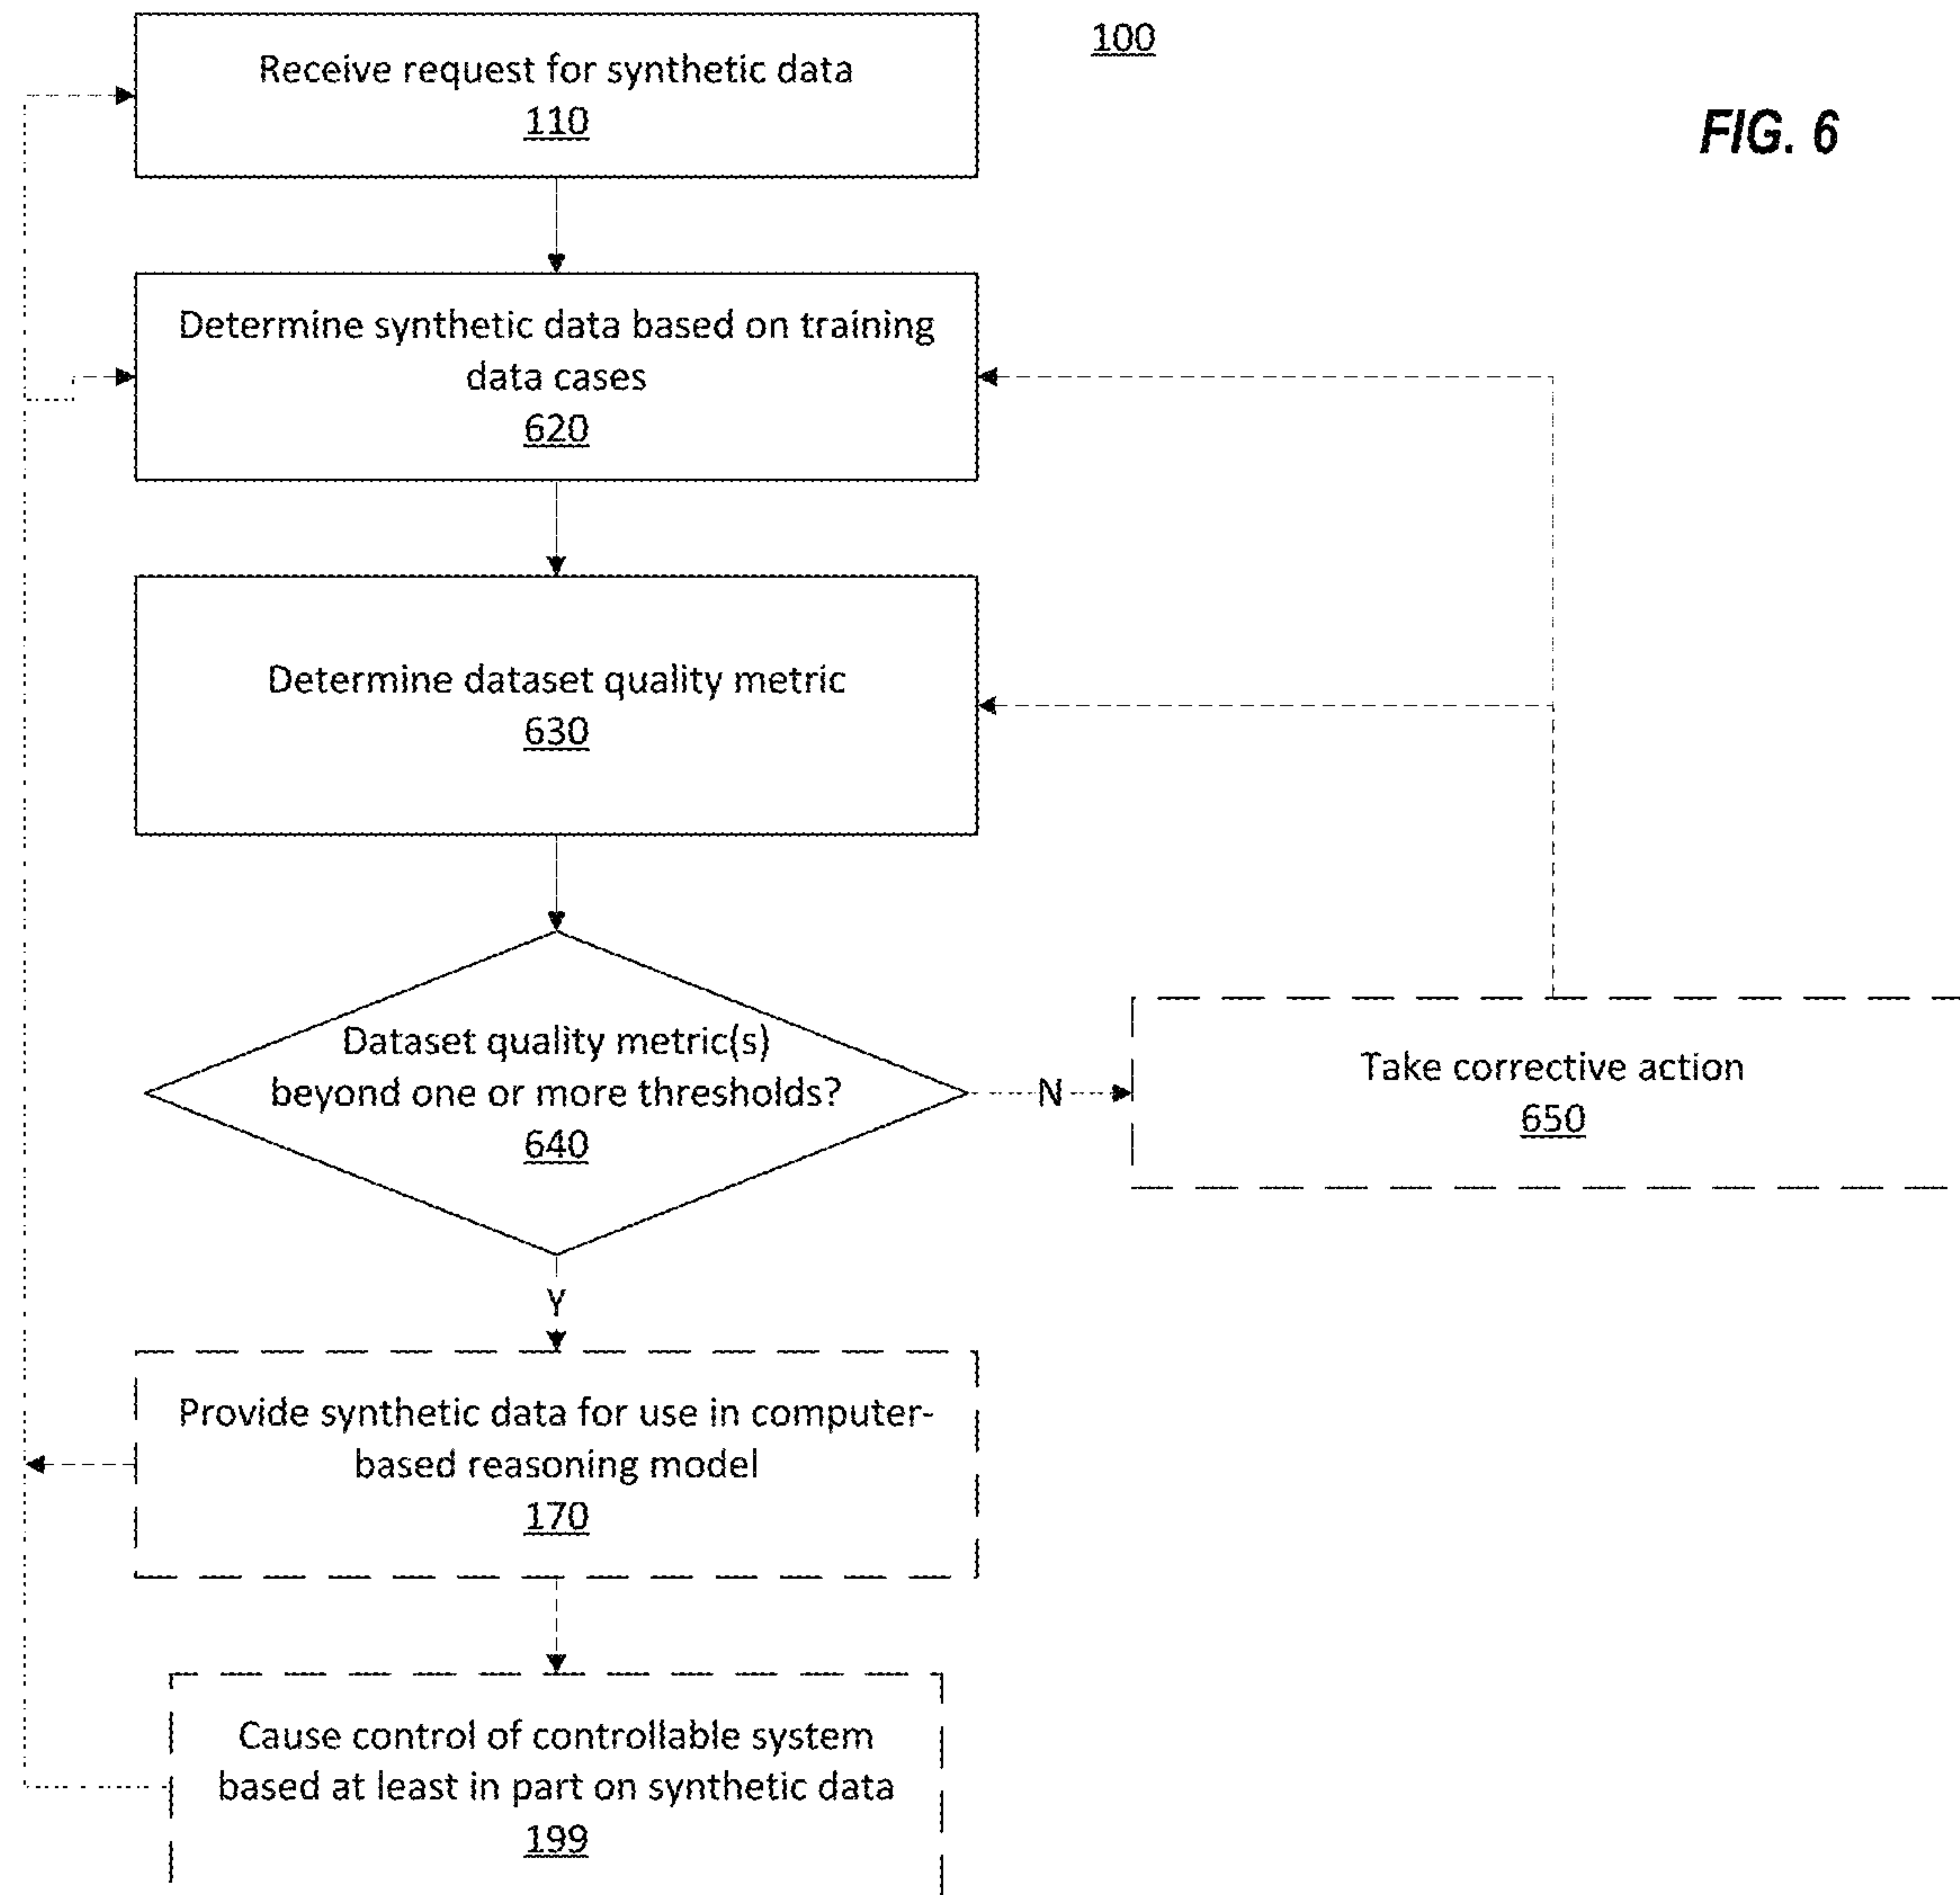 100
FIG. 6
Receive request for synthetic data
110
Determine synthetic data based on training
data cases
620
Determine dataset quality metric
630
Dataset quality metric(s)
beyond one or more thresholds?
640
N
Take corrective action
650
Y
Provide synthetic data for use in computer-
based reasoning model
170
Cause control of controllable system
based at least in part on synthetic data
199